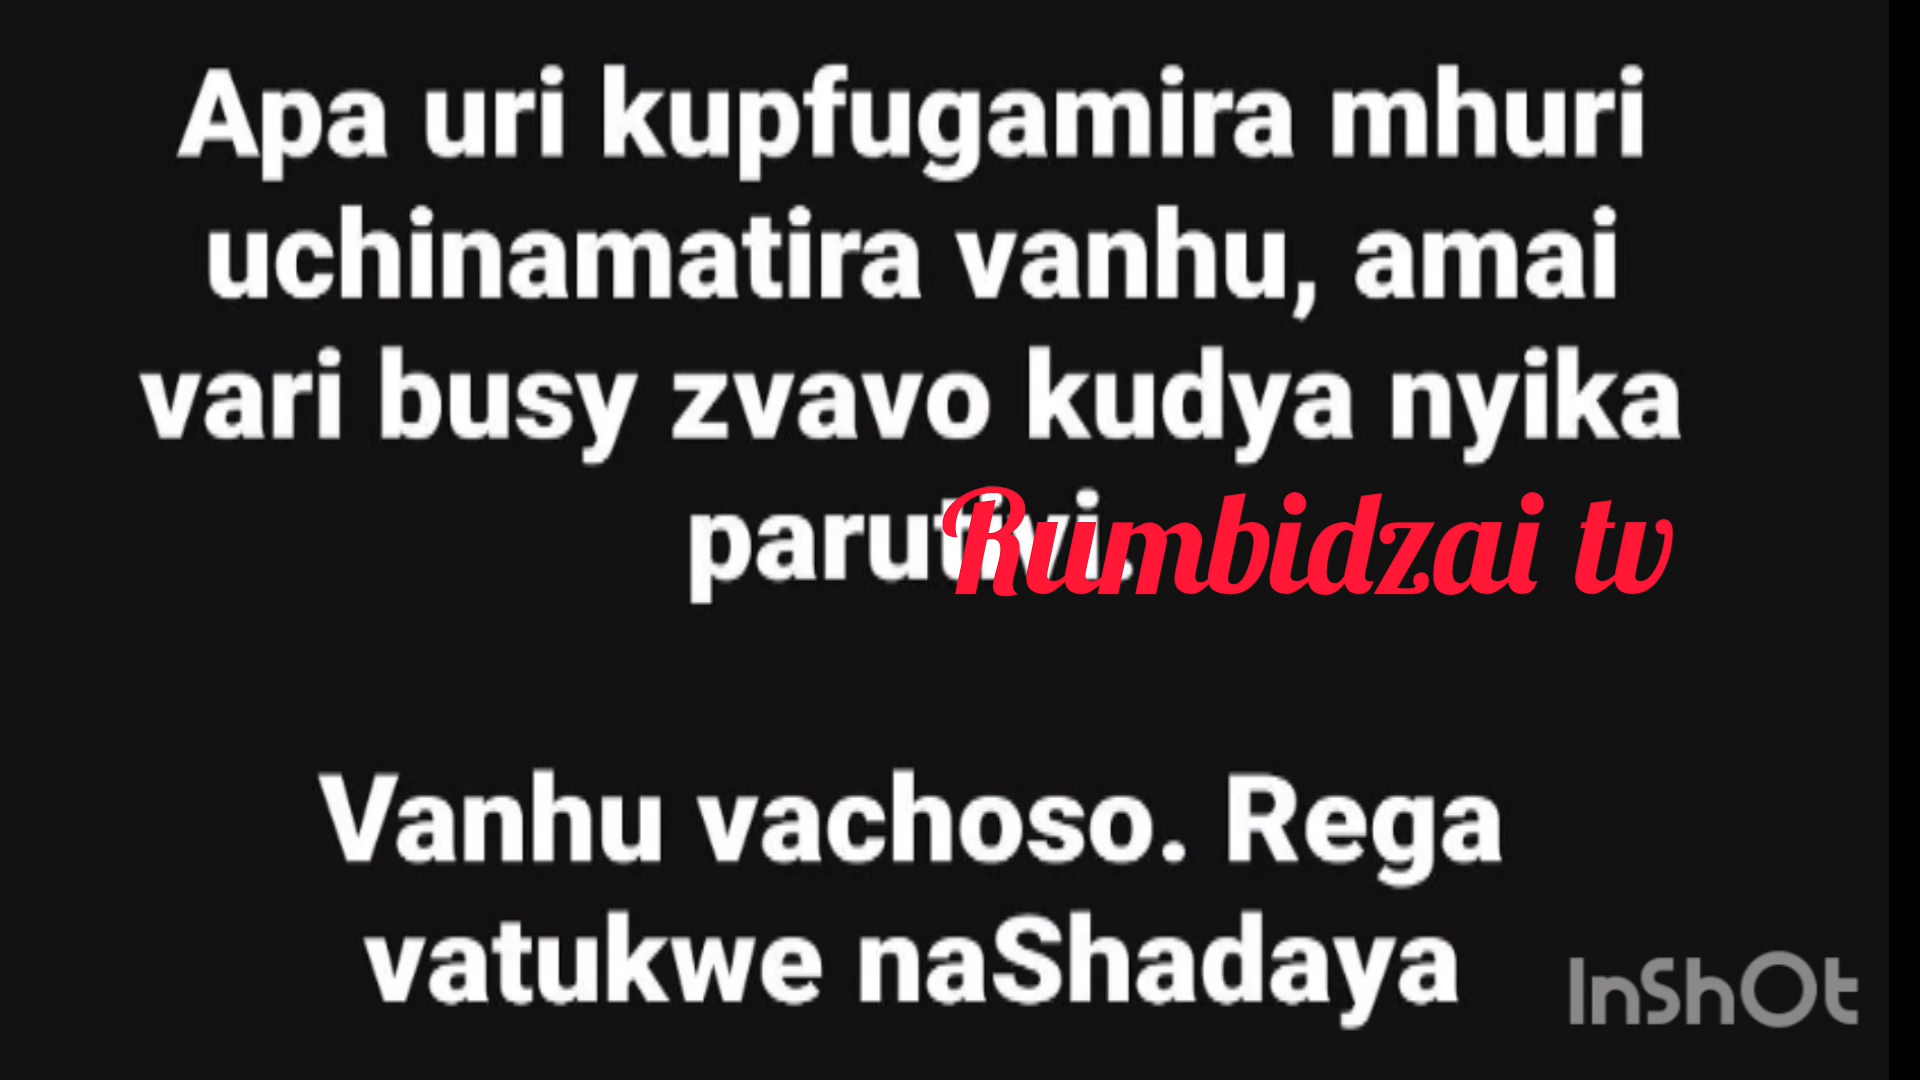 Apa uri kupfugamira mhuri
uchinamatira vanhu, amai
vari busy zvavo kudya nyika
parutivi.
Rumbidzai tv
Vanhu vachoso. Rega
vatukwe naShadaya
InShOt